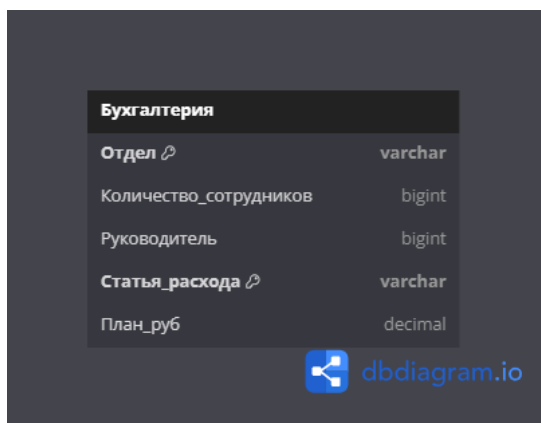 Бухгалтерия
Отдел varchar
Количество_сотрудников bigint
Руководитель bigint
Статья_расхода varchar
План_руб decimal
dbdiagram.io